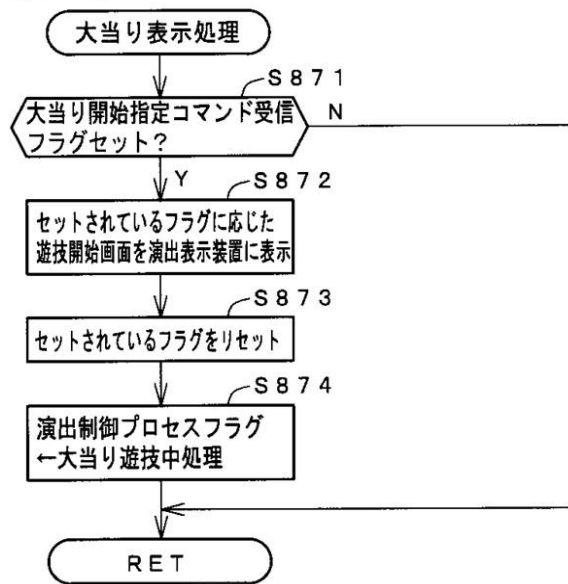 大当り表示処理
S871
大当り開始指定コマンド受信
フラグセット？
N
Y
S872
セットされているフラグに応じた
遊技開始画面を演出表示装置に表示
S873
セットされているフラグをリセット
S874
演出制御プロセスフラグ
←大当り遊技中処理
RET